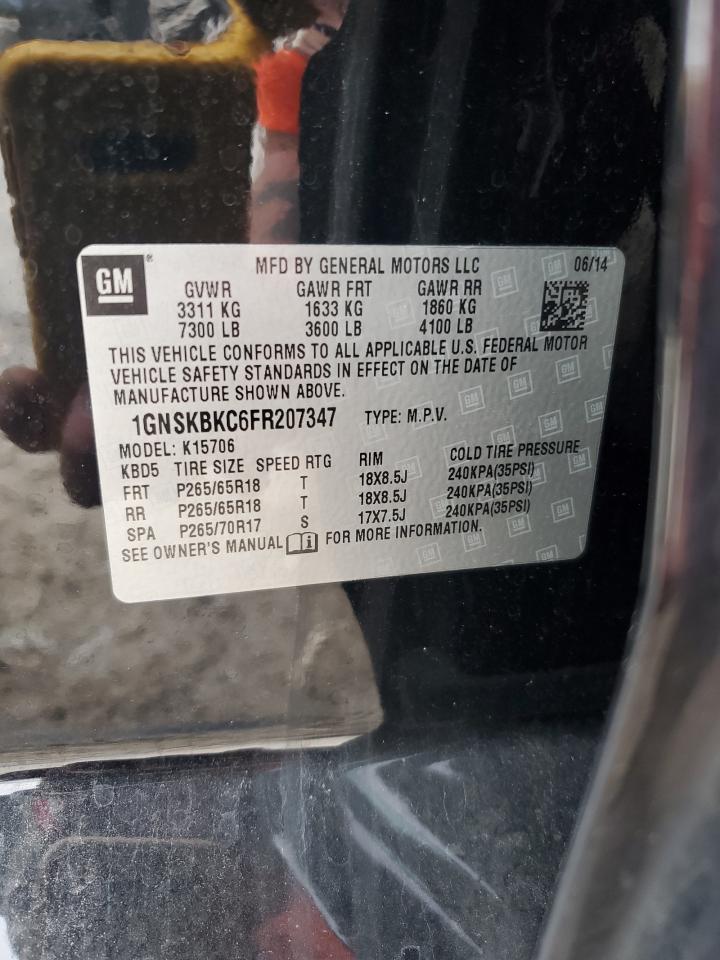 GM
MFD BY GENERAL MOTORS LLC 06/14
GVWR GAWR FRT GAWR RR
3311 KG 1633 KG 1860 KG
7300 LB 3600 LB 4100 LB
THIS VEHICLE CONFORMS TO ALL APPLICABLE U.S. FEDERAL MOTOR
VEHICLE SAFETY STANDARDS IN EFFECT ON THE DATE OF
MANUFACTURE SHOWN ABOVE.
1GNSKBKC6FR207347 TYPE: M.P.V.
MODEL: K15706
KBD5 TIRE SIZE SPEED RTG RIM COLD TIRE PRESSURE
FRT P265/65R18 T 18X8.5J 240KPA(35PSI)
RR P265/65R18 T 18X8.5J 240KPA(35PSI)
SPA P265/70R17 S 17X7.5J 240KPA(35PSI)
SEE OWNER'S MANUAL FOR MORE INFORMATION.